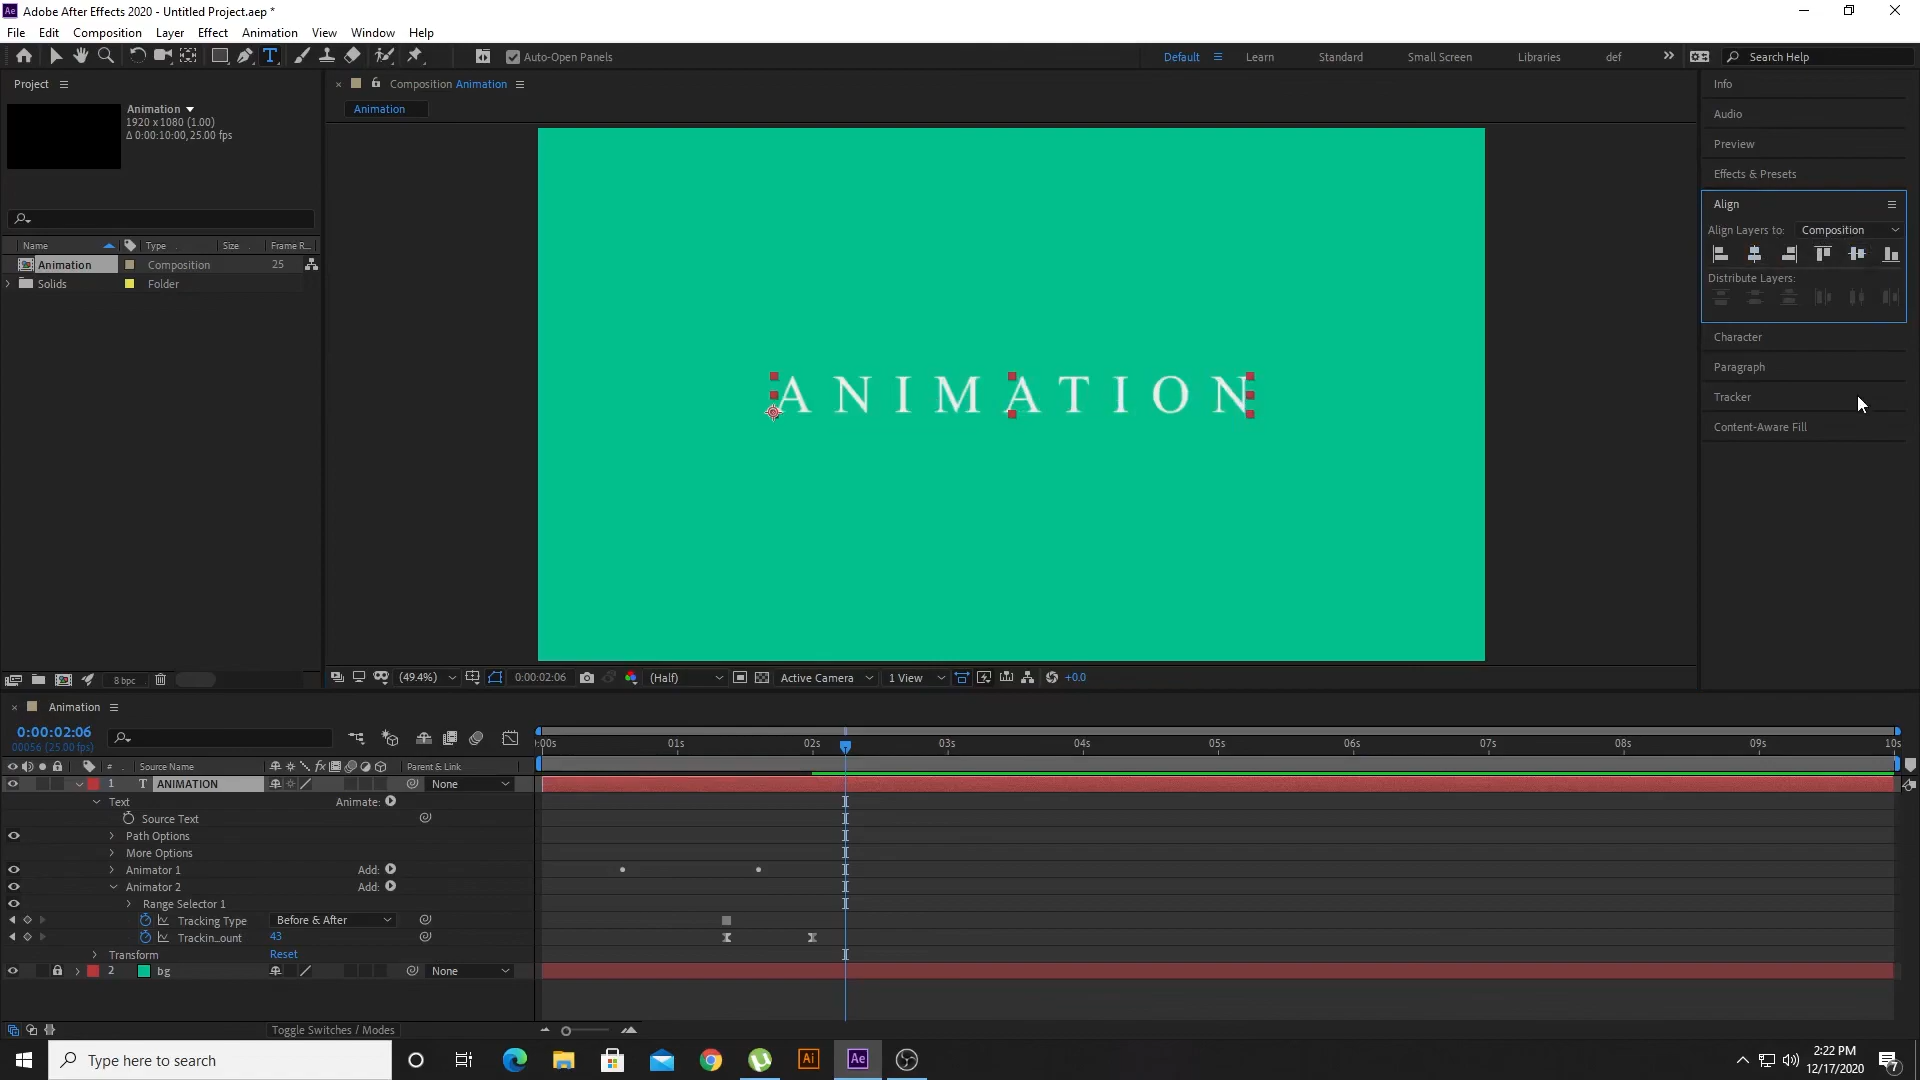 Ae Adobe After Effects 2020 - Untitled Project.aep *
File Edit Composition Layer Effect Animation View Window Help
T Auto-Open Panels Default Learn Standard Small Screen Libraries def Search Help
Project
Animation
1920 x 1080 (1.00)
Δ 0:00:10:00, 25.00 fps
Name Type Size Frame R...
Animation Composition 25
Solids Folder
8 bpc
Composition Animation
Animation
ANIMATION
(49.4%) 0:00:02:06 (Half) Active Camera 1 View +0.0
Info
Audio
Preview
Effects & Presets
Align
Align Layers to: Composition
Distribute Layers:
Character
Paragraph
Tracker
Content-Aware Fill
Animation
0:00:02:06
00056 (25.00 fps)
:00s 01s 02s 03s 04s 05s 06s 07s 08s 09s 10s
# Source Name fx Parent & Link
1 T ANIMATION None
Text Animate:
Source Text
Path Options
More Options
Animator 1 Add:
Animator 2 Add:
Range Selector 1
Tracking Type Before & After
Trackin...ount 43
Transform Reset
2 bg None
Toggle Switches / Modes
Type here to search
Ai Ae
2:22 PM
12/17/2020
7